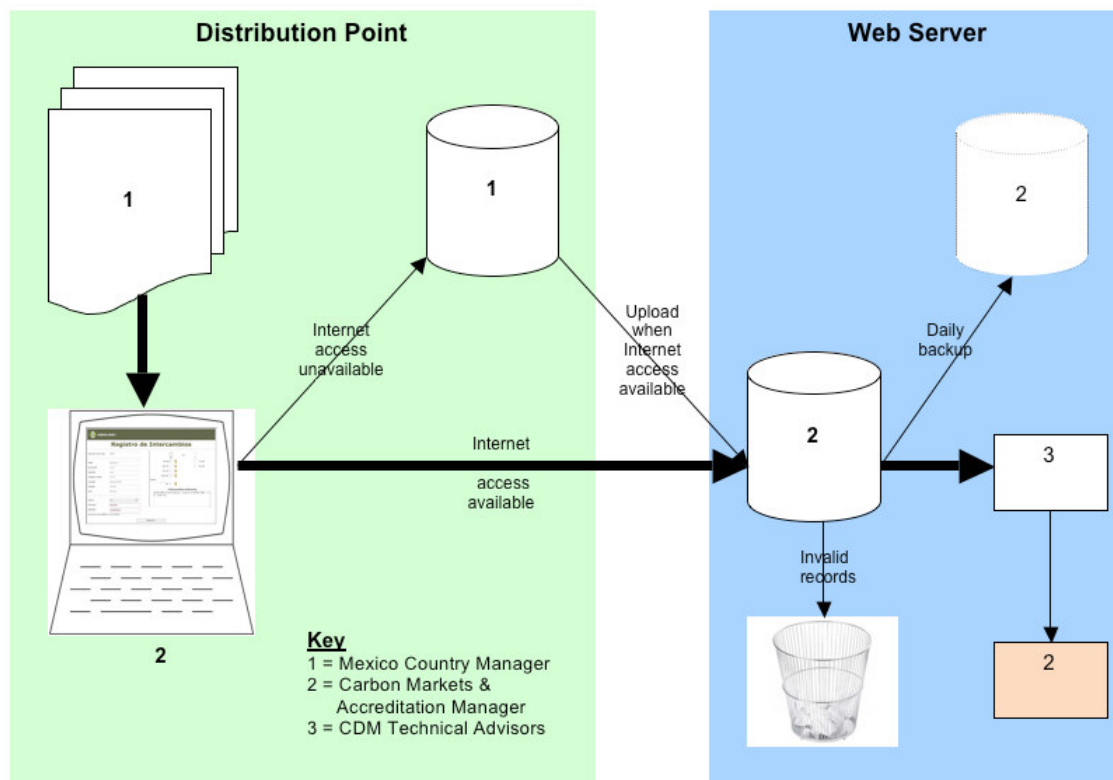 Distribution Point
Web Server
1
1
2
Internet
access
unavailable
Upload
when
Internet
access
available
Daily
backup
Registro de Intercambios
Internet
access
available
2
3
Invalid
records
2
2
Key
1 = Mexico Country Manager
2 = Carbon Markets &
Accreditation Manager
3 = CDM Technical Advisors